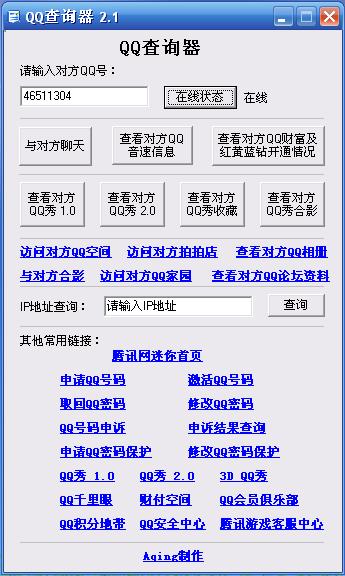 QQ查询器 2.1
QQ查询器
请输入对方QQ号：
46511304 在线状态 在线
与对方聊天 查看对方QQ音速信息 查看对方QQ财富及红黄蓝钻开通情况
查看对方QQ秀 1.0 查看对方QQ秀 2.0 查看对方QQ秀收藏 查看对方QQ秀合影
访问对方QQ空间 访问对方拍拍店 查看对方QQ相册
与对方合影 访问对方QQ家园 查看对方QQ论坛资料
IP地址查询： 请输入IP地址 查询
其他常用链接：
腾讯网迷你首页
申请QQ号码 激活QQ号码
取回QQ密码 修改QQ密码
QQ号码申诉 申诉结果查询
申请QQ密码保护 修改QQ密码保护
QQ秀 1.0 QQ秀 2.0 3D QQ秀
QQ千里眼 财付空间 QQ会员俱乐部
QQ积分地带 QQ安全中心 腾讯游戏客服中心
Aqing制作